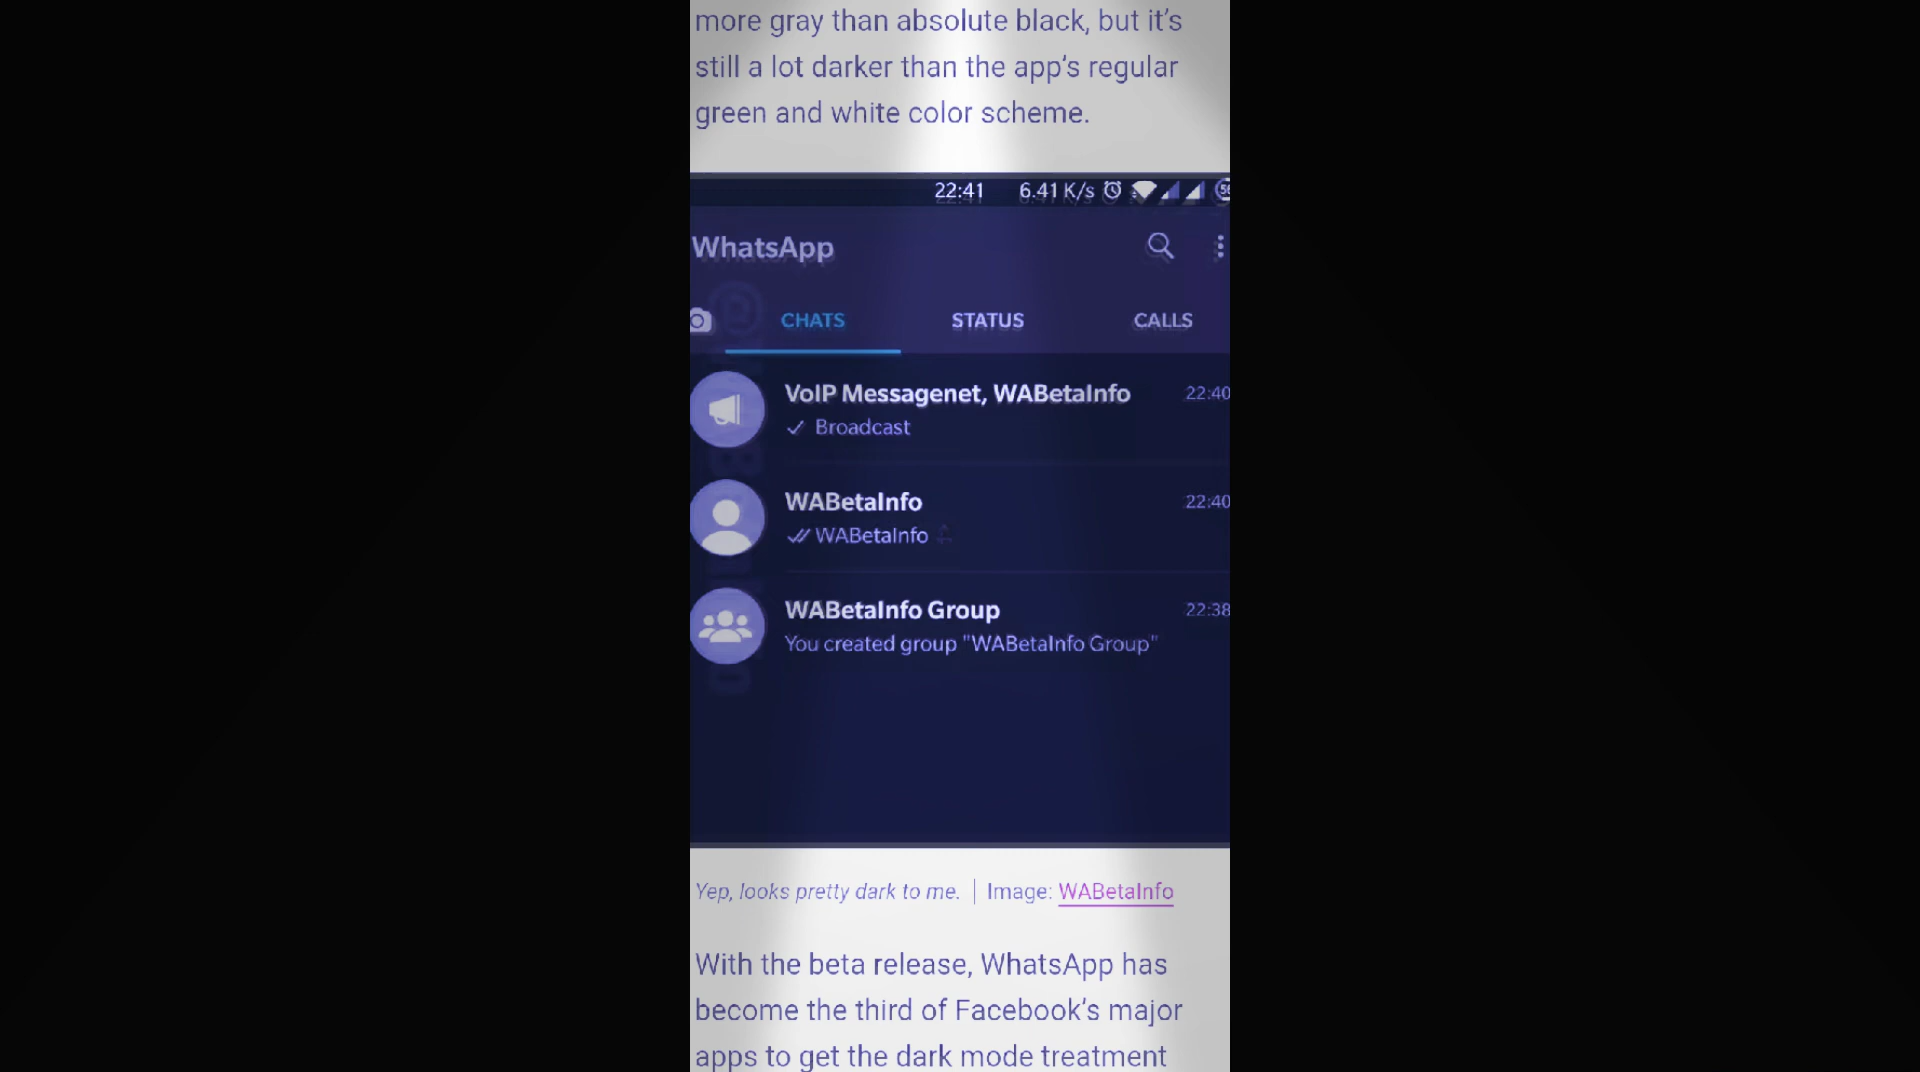 more gray than absolute black, but it’s
still a lot darker than the app’s regular
green and white color scheme.
22:41 6.41 K/s
WhatsApp
CHATS STATUS CALLS
VoIP Messagenet, WABetaInfo 22:40
Broadcast
WABetaInfo 22:40
WABetaInfo
WABetaInfo Group 22:38
You created group "WABetaInfo Group"
Yep, looks pretty dark to me. | Image: WABetaInfo
With the beta release, WhatsApp has
become the third of Facebook’s major
apps to get the dark mode treatment